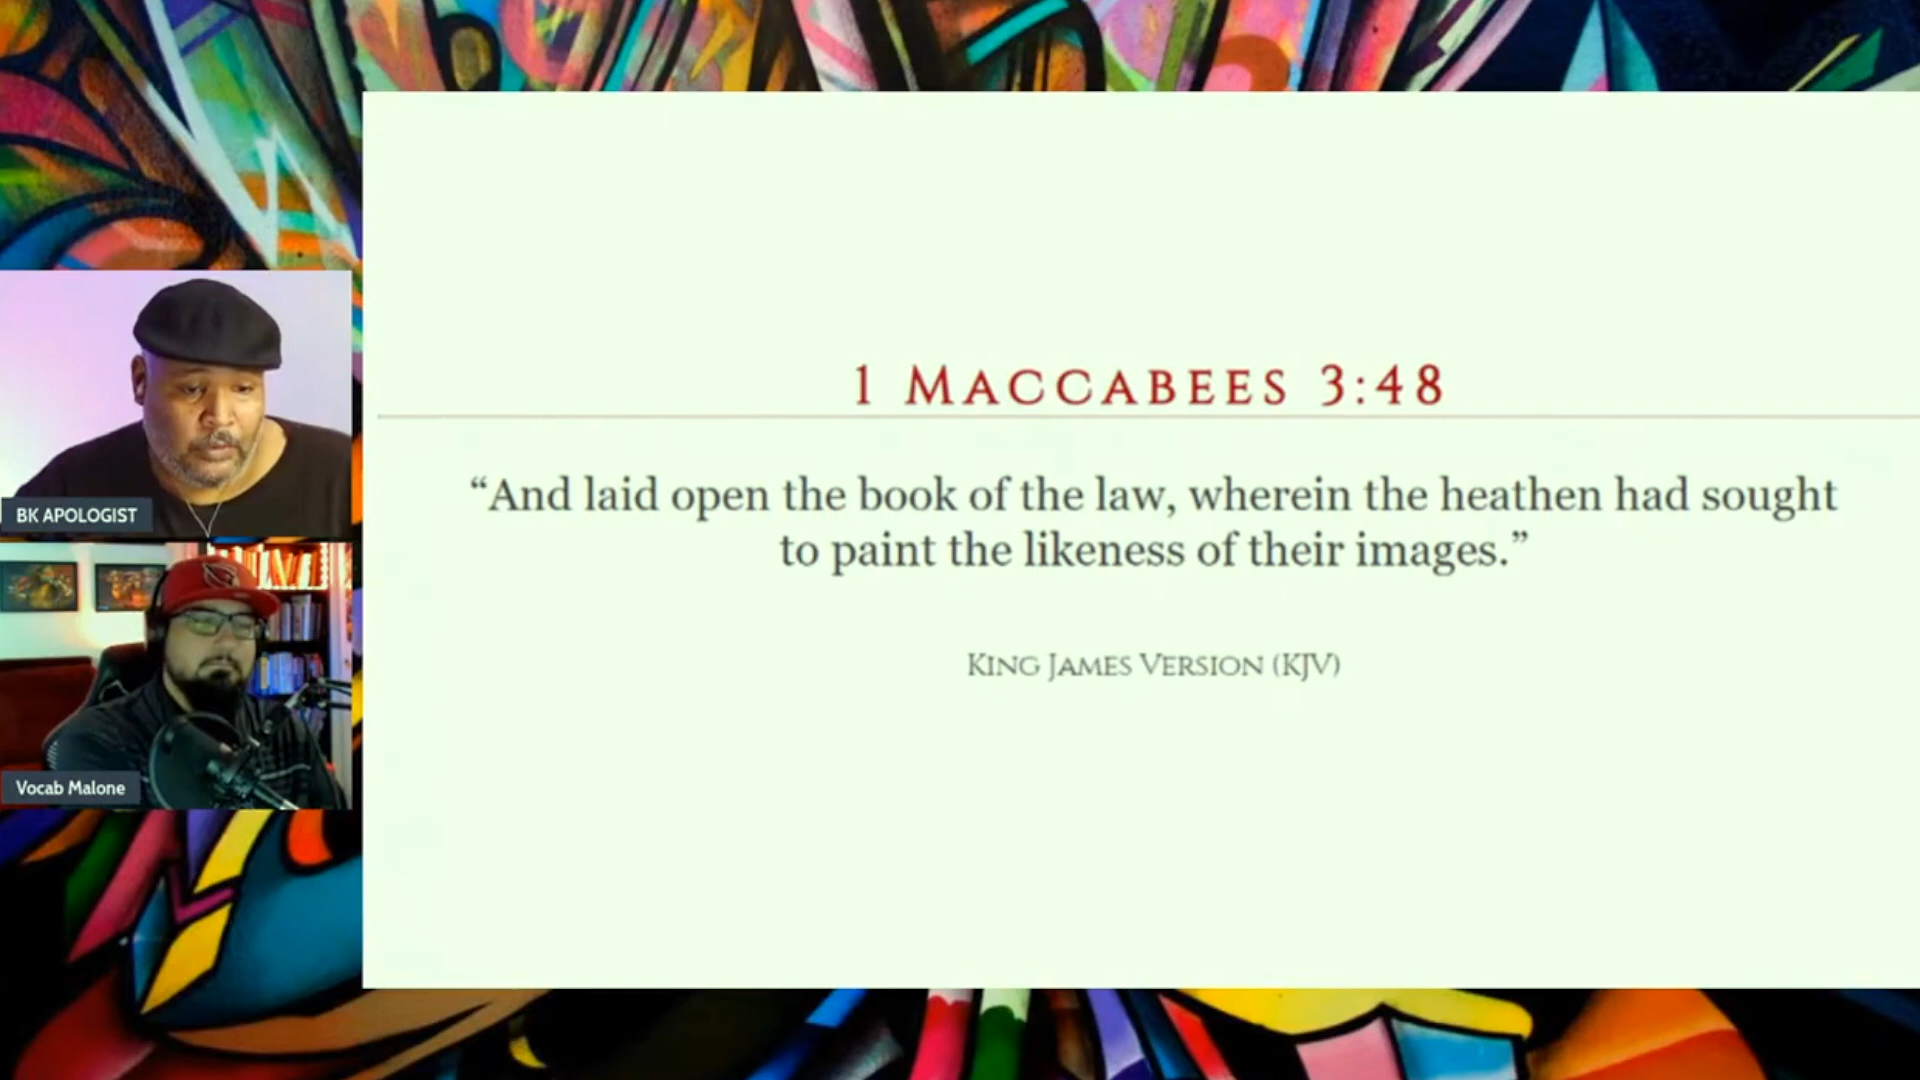 1 MACCABEES 3:48
“And laid open the book of the law, wherein the heathen had sought
to paint the likeness of their images.”
KING JAMES VERSION (KJV)
BK APOLOGIST
Vocab Malone